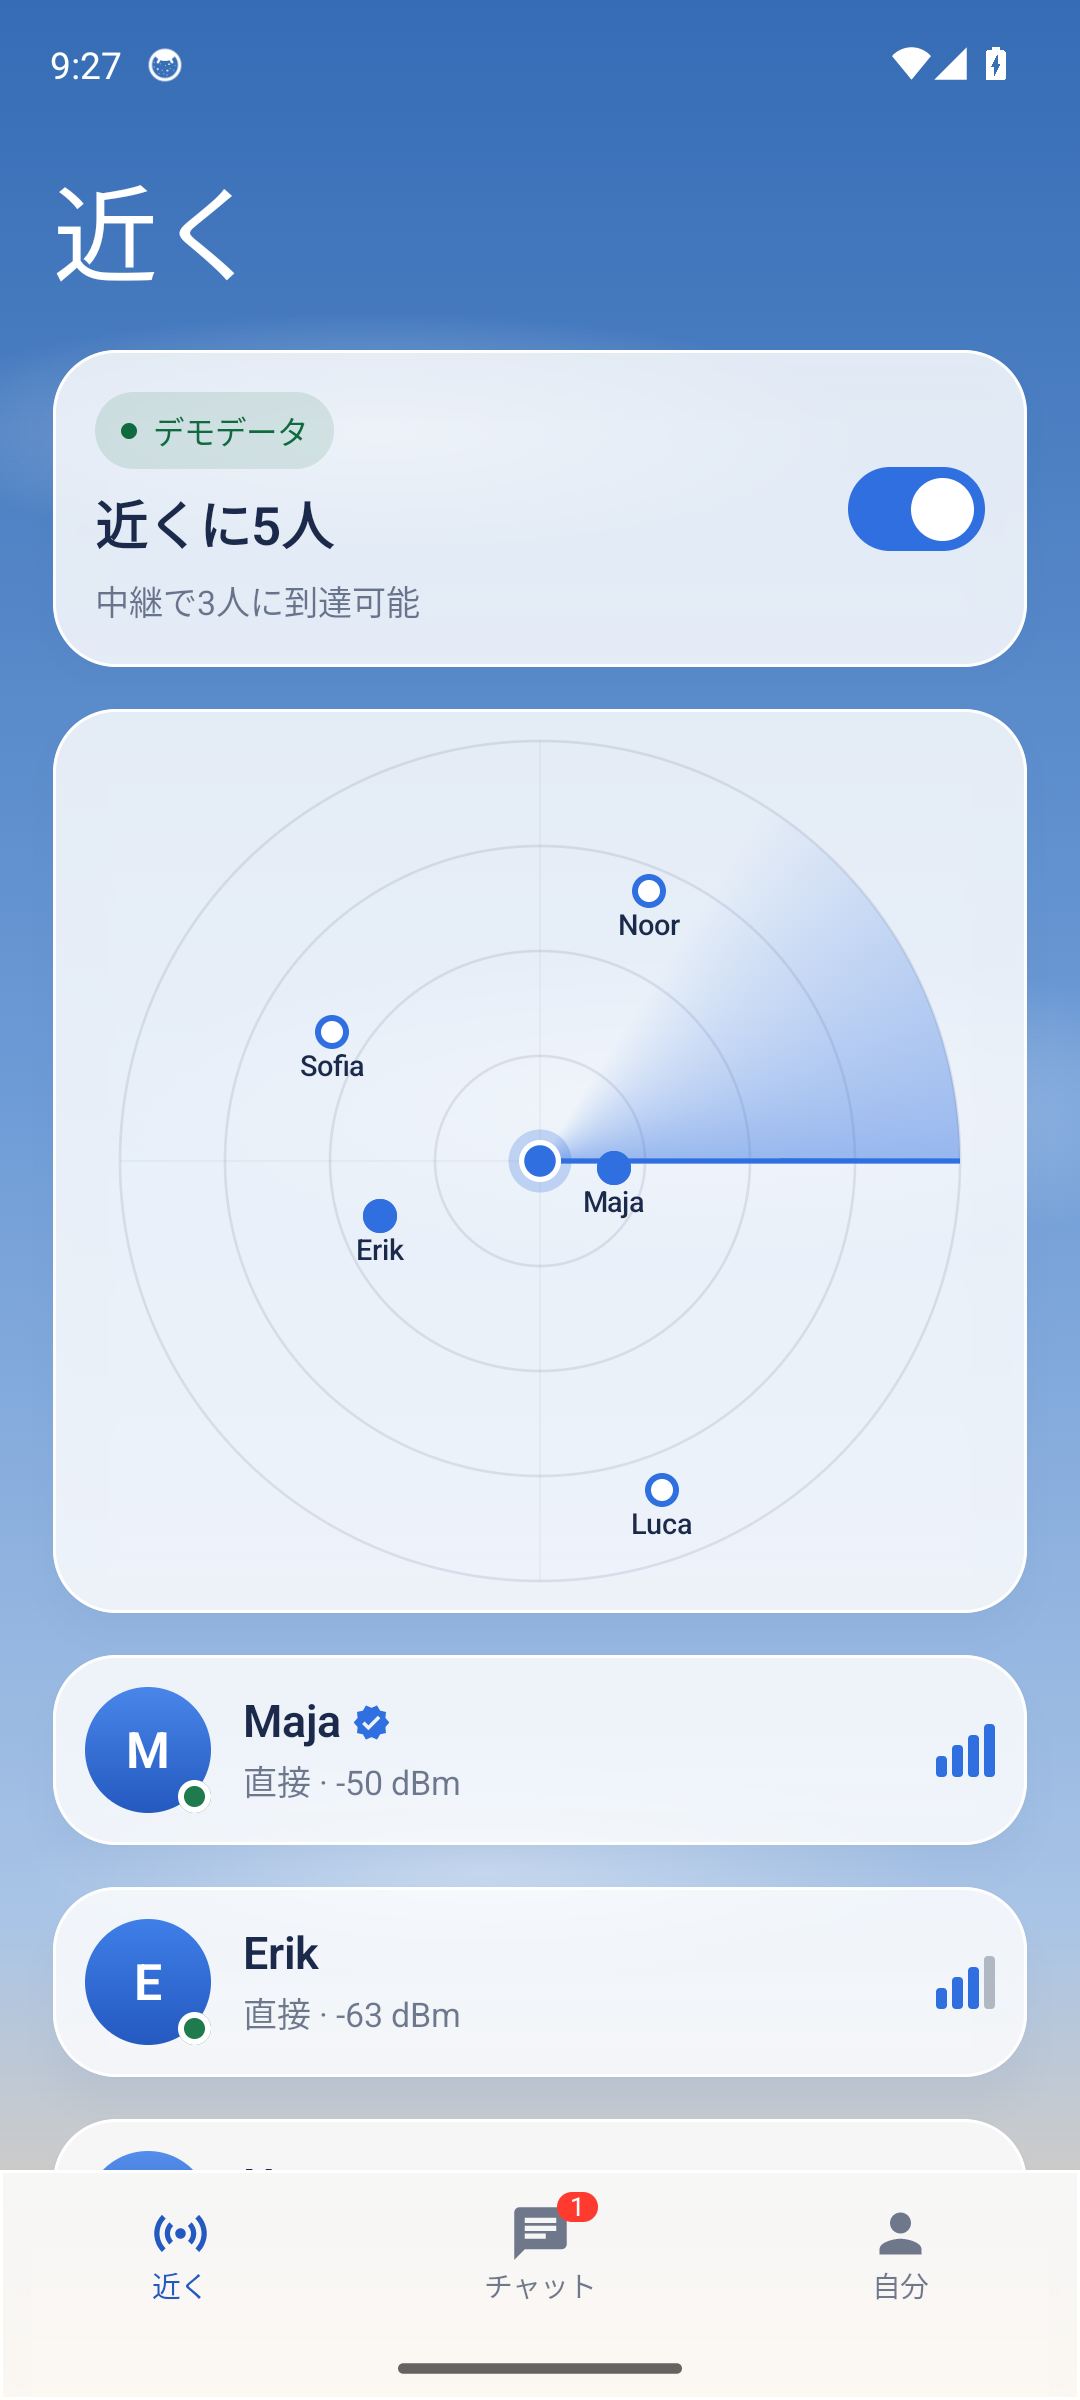 9:27
近く
デモデータ
近くに5人
中継で3人に到達可能
Noor
Sofia
Maja
Erik
Luca
M
Maja
直接 · -50 dBm
E
Erik
直接 · -63 dBm
1
近く
チャット
自分